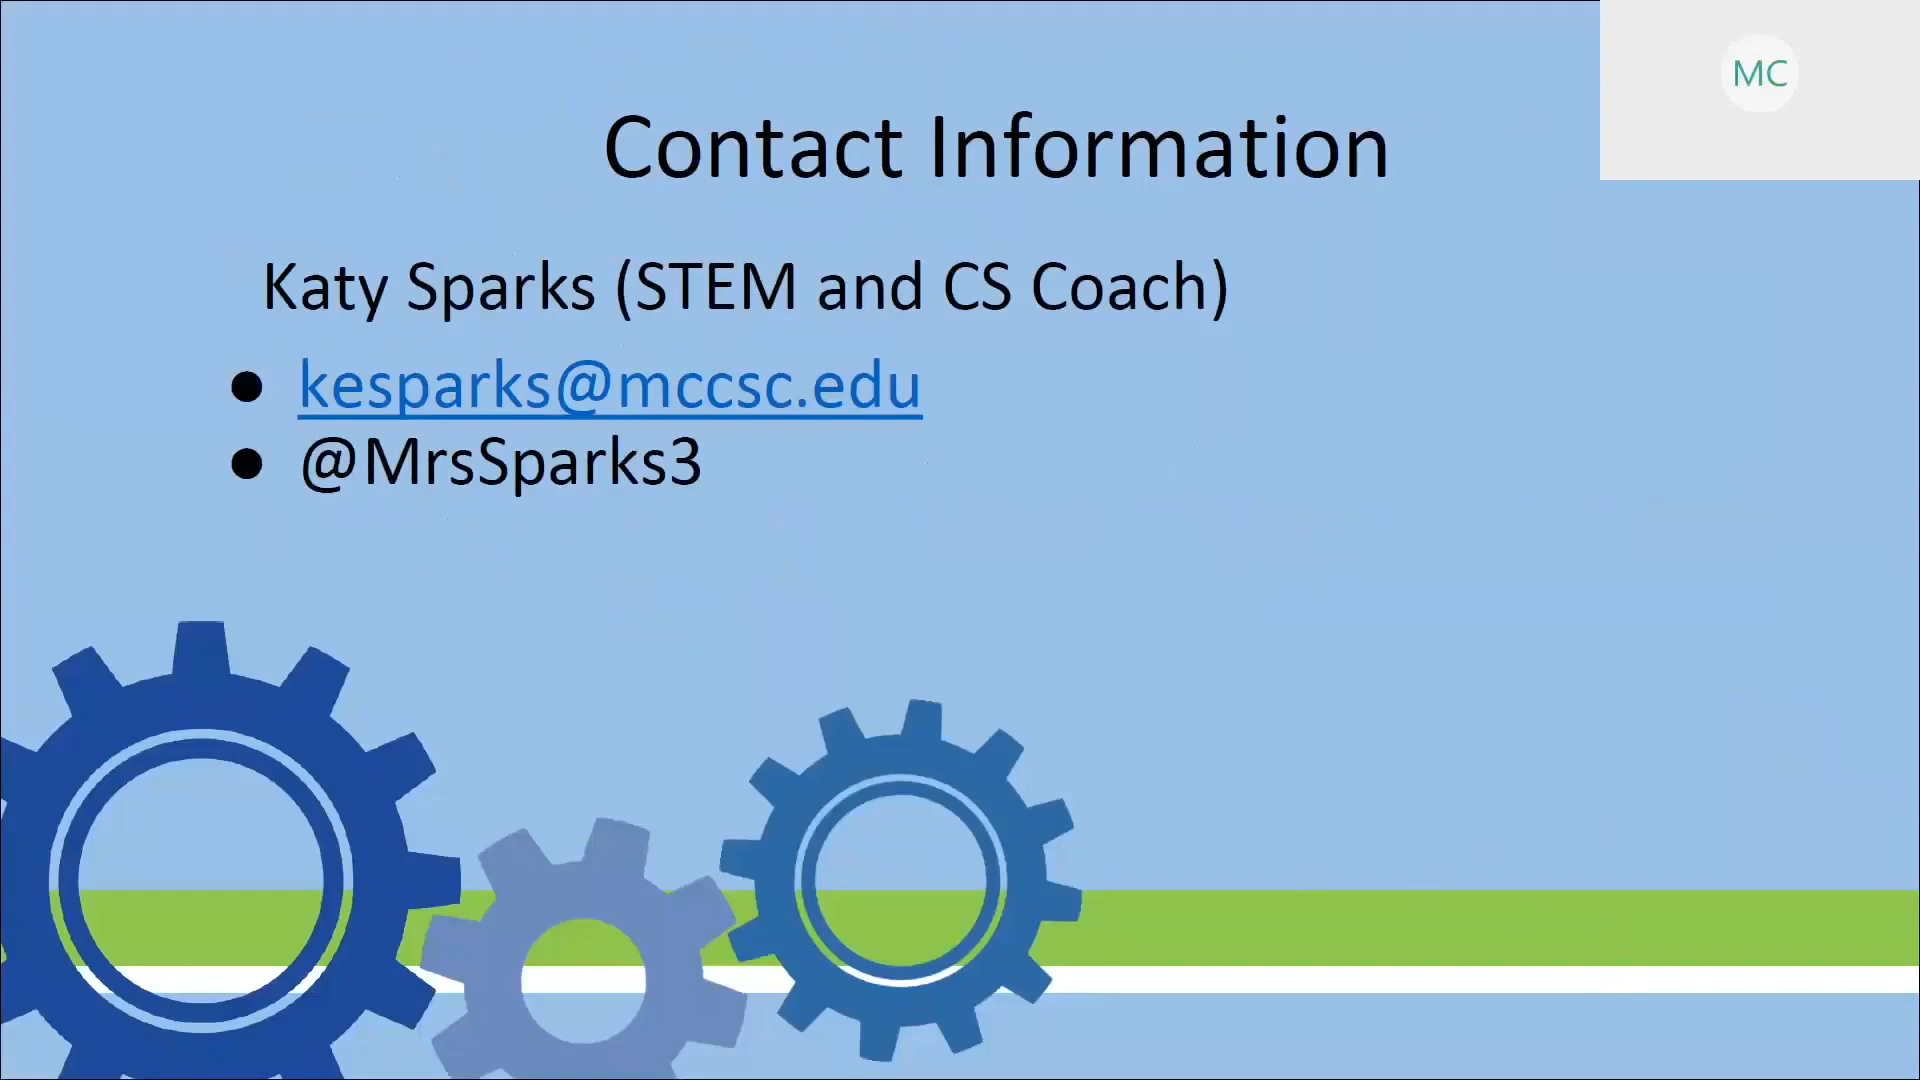 MC
Contact Information
Katy Sparks (STEM and CS Coach)
● kesparks@mccsc.edu
● @MrsSparks3